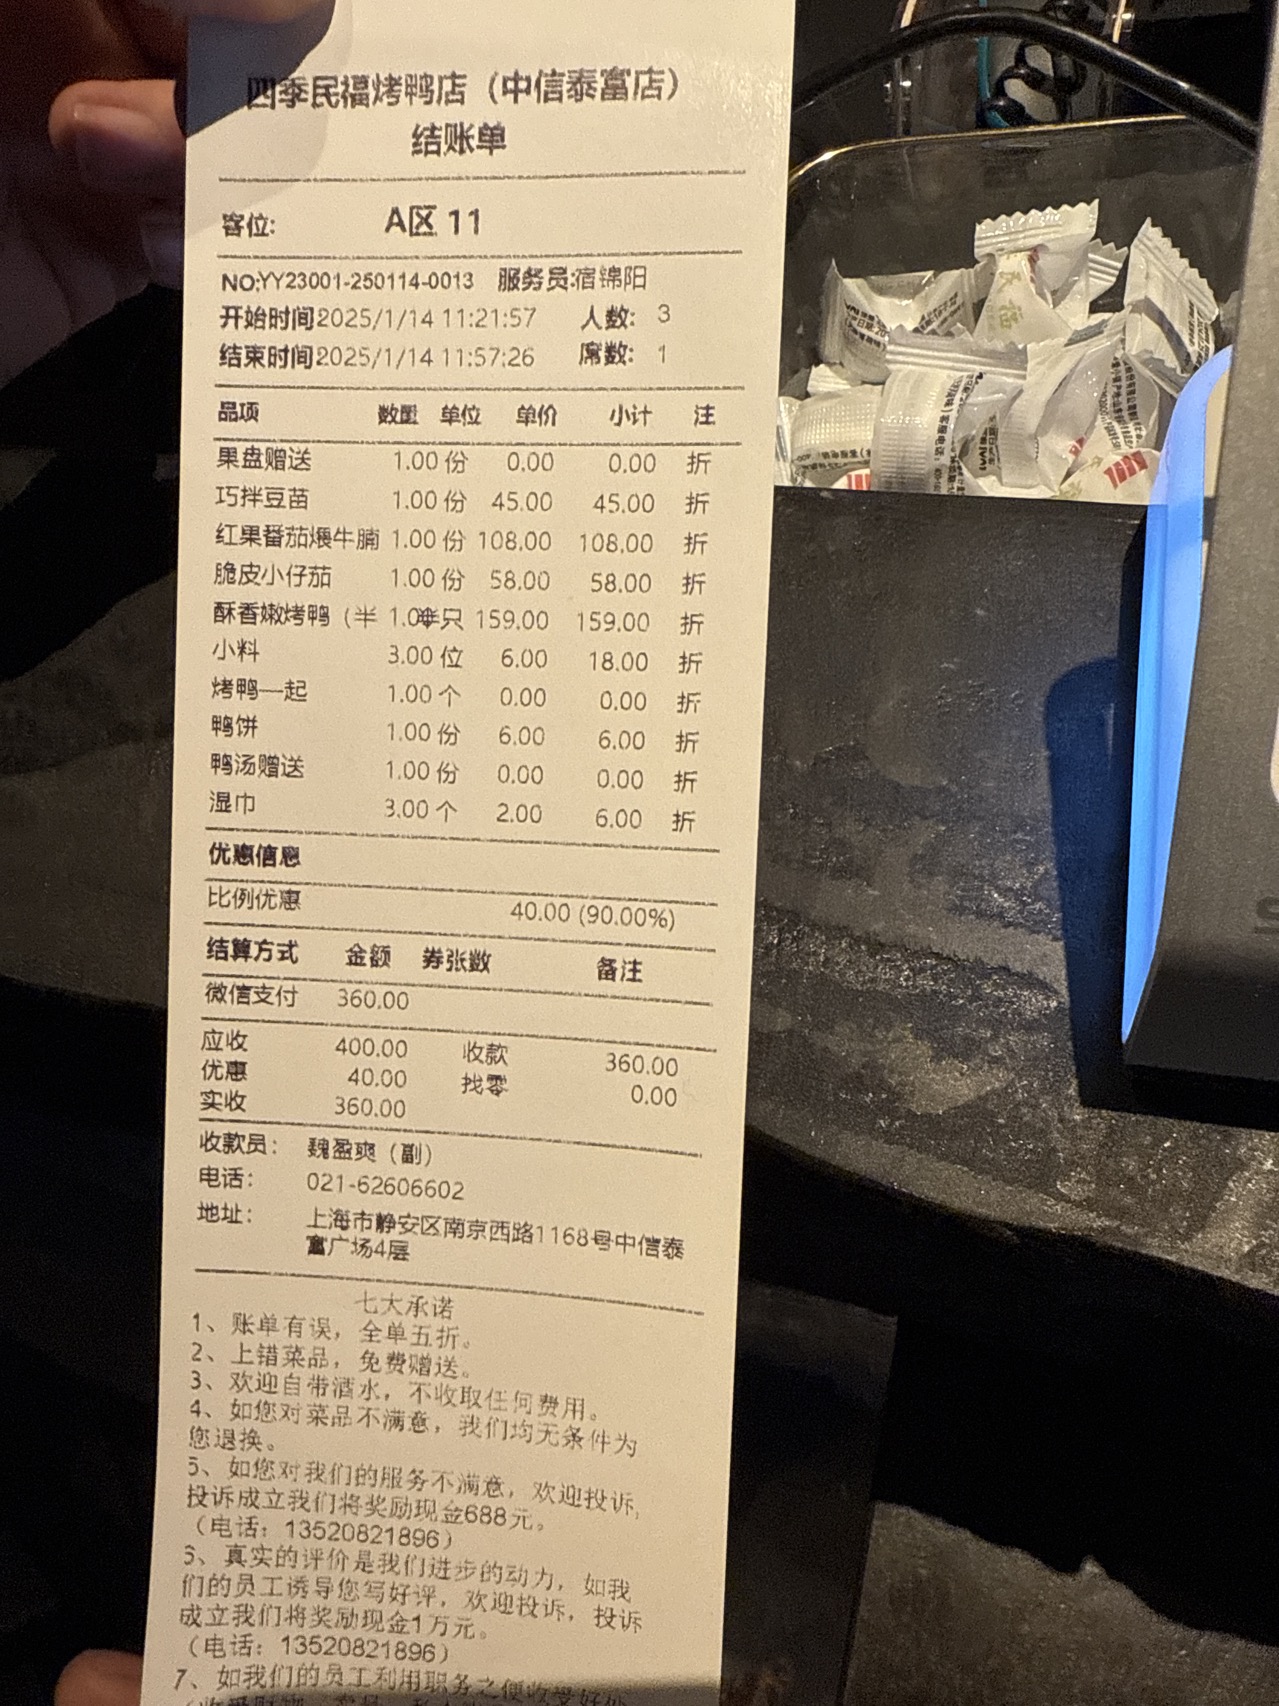 四季民福烤鸭店（中信泰富店）
结账单
客位: A区 11
NO:YY23001-250114-0013 服务员:宿锦阳
开始时间2025/1/14 11:21:57 人数: 3
结束时间2025/1/14 11:57:26 席数: 1
品项 数量 单位 单价 小计 注
果盘赠送 1.00 份 0.00 0.00 折
巧拌豆苗 1.00 份 45.00 45.00 折
红果番茄煨牛腩 1.00 份 108.00 108.00 折
脆皮小仔茄 1.00 份 58.00 58.00 折
酥香嫩烤鸭（半 1.00半只 159.00 159.00 折
小料 3.00 位 6.00 18.00 折
烤鸭一起 1.00 个 0.00 0.00 折
鸭饼 1.00 份 6.00 6.00 折
鸭汤赠送 1.00 份 0.00 0.00 折
湿巾 3.00 个 2.00 6.00 折
优惠信息
比例优惠 40.00 (90.00%)
结算方式 金额 券张数 备注
微信支付 360.00
应收 400.00 收款 360.00
优惠 40.00 找零 0.00
实收 360.00
收款员: 魏盈爽（副）
电话: 021-62606602
地址: 上海市静安区南京西路1168号中信泰
富广场4层
七大承诺
1、账单有误，全单五折。
2、上错菜品，免费赠送。
3、欢迎自带酒水，不收取任何费用。
4、如您对菜品不满意，我们均无条件为
您退换。
5、如您对我们的服务不满意，欢迎投诉,
投诉成立我们将奖励现金688元。
（电话：13520821896）
6、真实的评价是我们进步的动力，如我
们的员工诱导您写好评，欢迎投诉，投诉
成立我们将奖励现金1万元。
（电话：13520821896）
7、如我们的员工利用职务之便收受好处